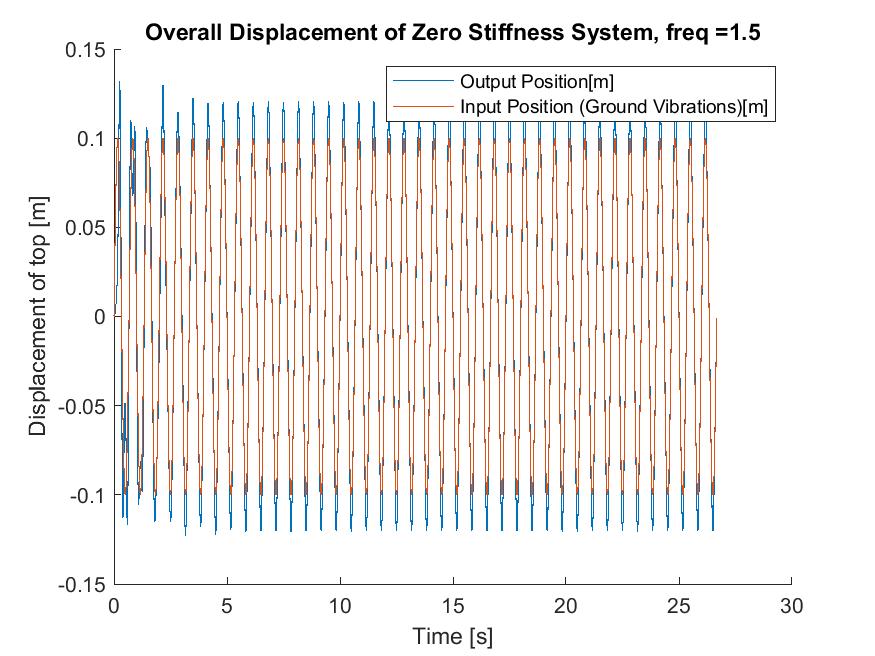 Overall Displacement of Zero Stiffness System, freq =1.5
0.15
Output Position[m]
Input Position (Ground Vibrations)[m]
0.1
0.05
Displacement of top [m]
0
-0.05
-0.1
-0.15
0 5 10 15 20 25 30
Time [s]